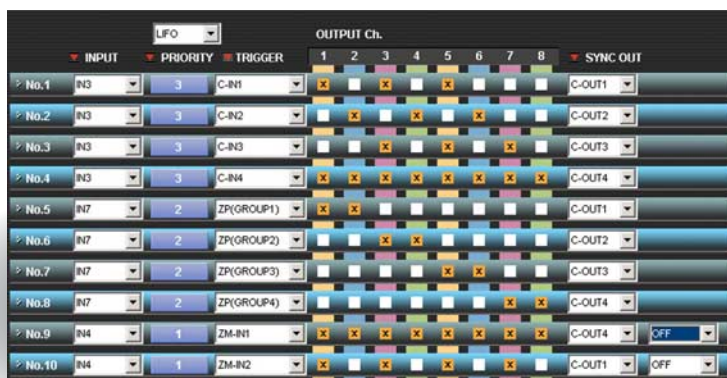 LIFO OUTPUT Ch.
INPUT PRIORITY TRIGGER 1 2 3 4 5 6 7 8 SYNC OUT
No.1 IN3 3 C-IN1 X X X C-OUT1
No.2 IN3 3 C-IN2 X X X C-OUT2
No.3 IN3 3 C-IN3 X X X C-OUT3
No.4 IN3 3 C-IN4 X X X X X X X X C-OUT4
No.5 IN7 2 ZP(GROUP1) X X C-OUT1
No.6 IN7 2 ZP(GROUP2) X X C-OUT2
No.7 IN7 2 ZP(GROUP3) X X C-OUT3
No.8 IN7 2 ZP(GROUP4) X X C-OUT4
No.9 IN4 1 ZM-IN1 X X X X X X X X C-OUT4 OFF
No.10 IN4 1 ZM-IN2 X X X X C-OUT1 OFF